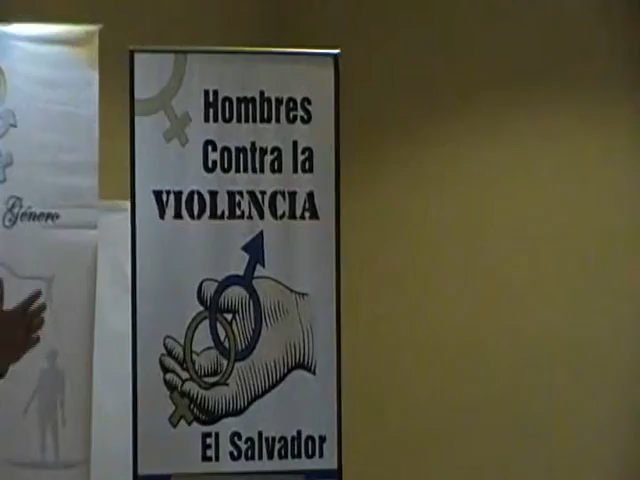 Género
Hombres
Contra la
VIOLENCIA
El Salvador